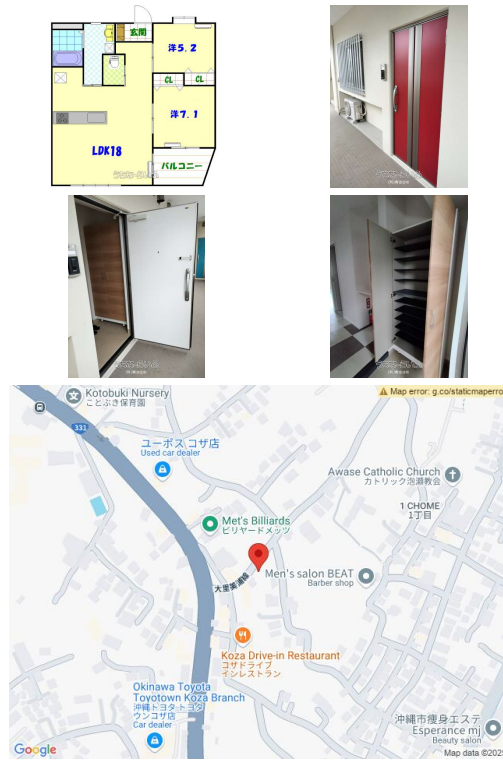 玄関
洋5.2
CL
CL
洋7.1
LDK18
バルコニー
Kotobuki Nursery
ことぶき保育園
Map error: g.co/staticmaperro
331
ユーポス コザ店
Used car dealer
Awase Catholic Church
カトリック泡瀬教会
1 CHOME
1丁目
Met's Billiards
ビリヤードメッツ
Men's salon BEAT
Barber shop
Koza Drive-in Restaurant
コザドライブ
インレストラン
Okinawa Toyota
Toyotown Koza Branch
沖縄トヨタ トヨタ
ウンコザ店
Car dealer
沖縄市痩身エステ
Esperance mj
Beauty salon
Google
Map data ©2025